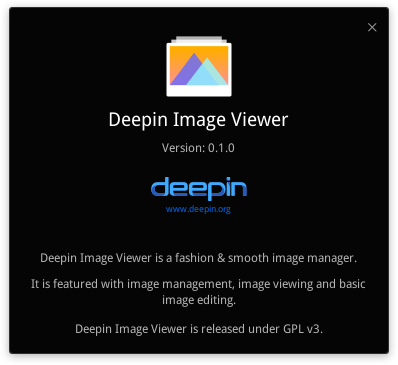 Deepin Image Viewer
Version: 0.1.0
deepin
www.deepin.org
Deepin Image Viewer is a fashion & smooth image manager.
It is featured with image management, image viewing and basic
image editing.
Deepin Image Viewer is released under GPL v3.